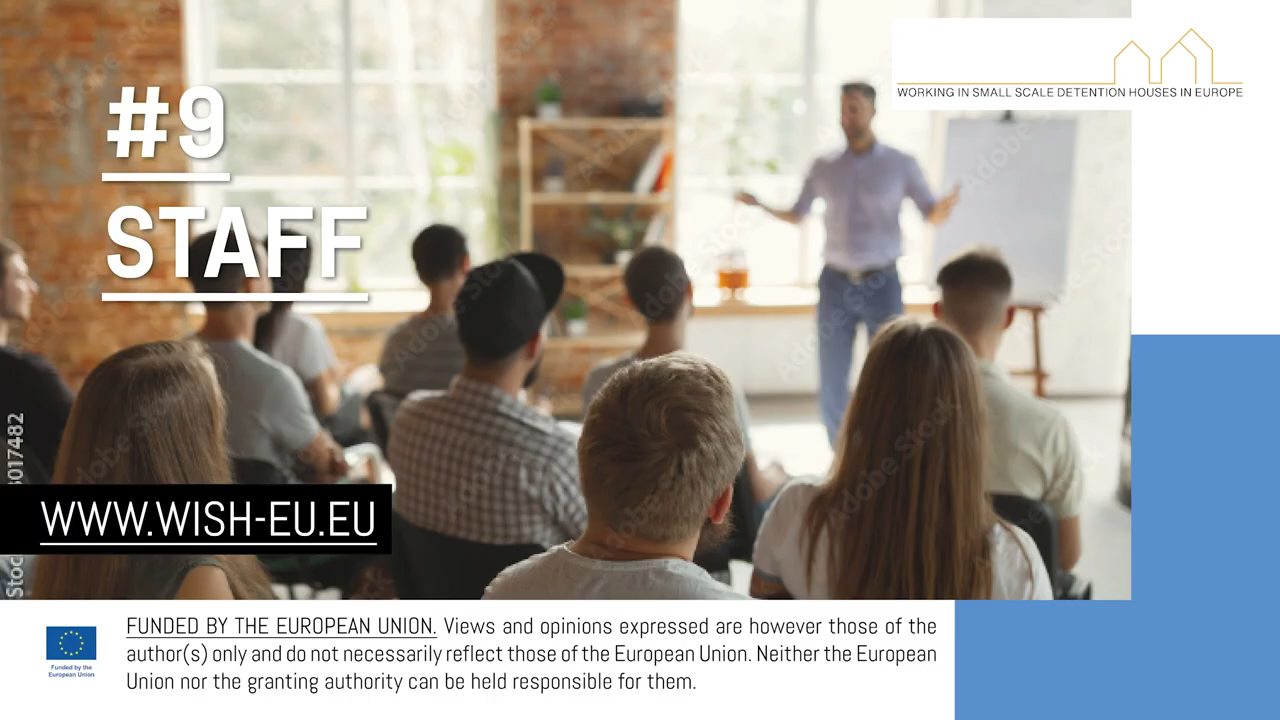 #9
STAFF
WORKING IN SMALL SCALE DETENTION HOUSES IN EUROPE
WWW.WISH-EU.EU
FUNDED BY THE EUROPEAN UNION. Views and opinions expressed are however those of the
author(s) only and do not necessarily reflect those of the European Union. Neither the European
Union nor the granting authority can be held responsible for them.
Funded by the
European Union
Adobe Stock